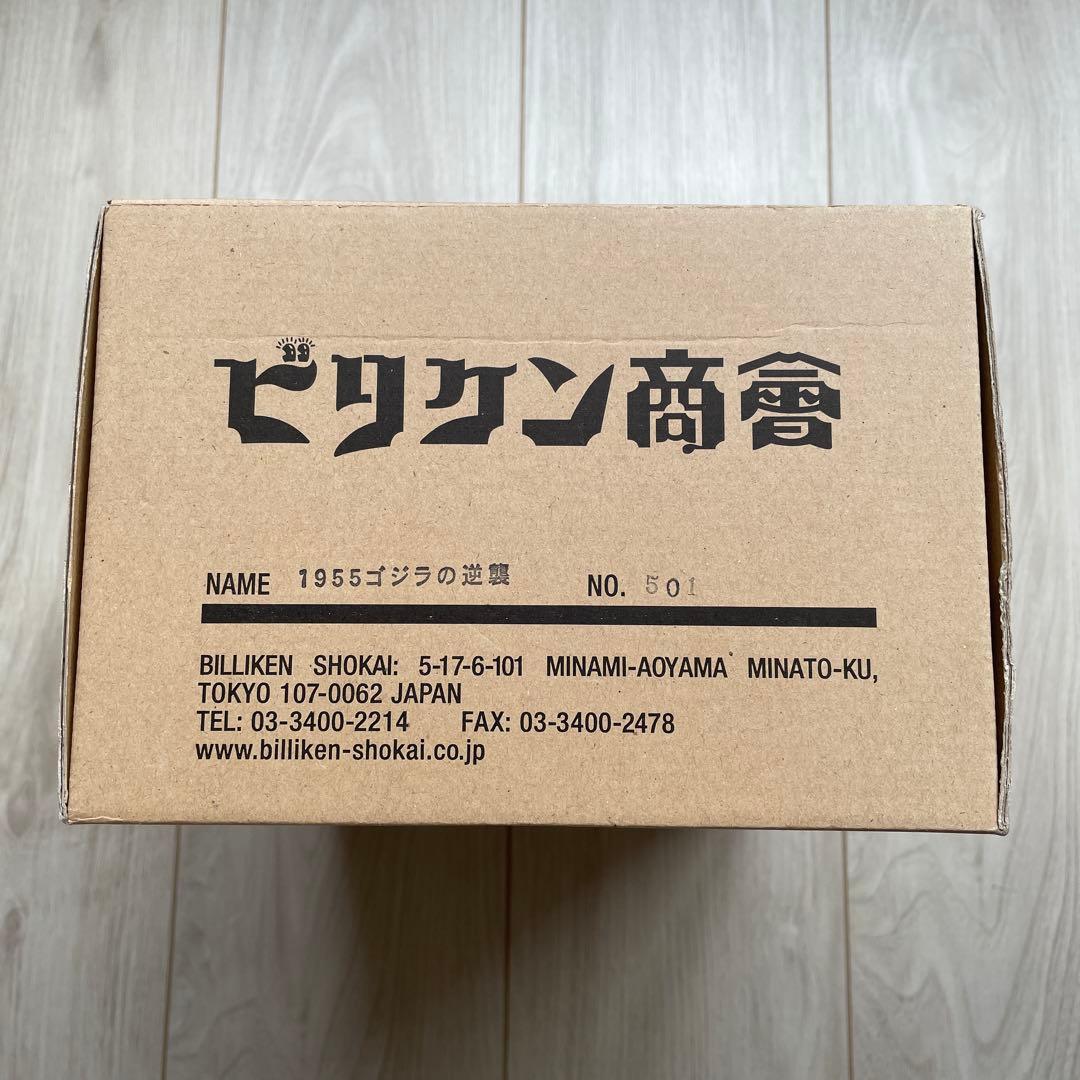 ビリケン商會
NAME 1955ゴジラの逆襲 NO. 501
BILLIKEN SHOKAI: 5-17-6-101 MINAMI-AOYAMA MINATO-KU,
TOKYO 107-0062 JAPAN
TEL: 03-3400-2214 FAX: 03-3400-2478
www.billiken-shokai.co.jp